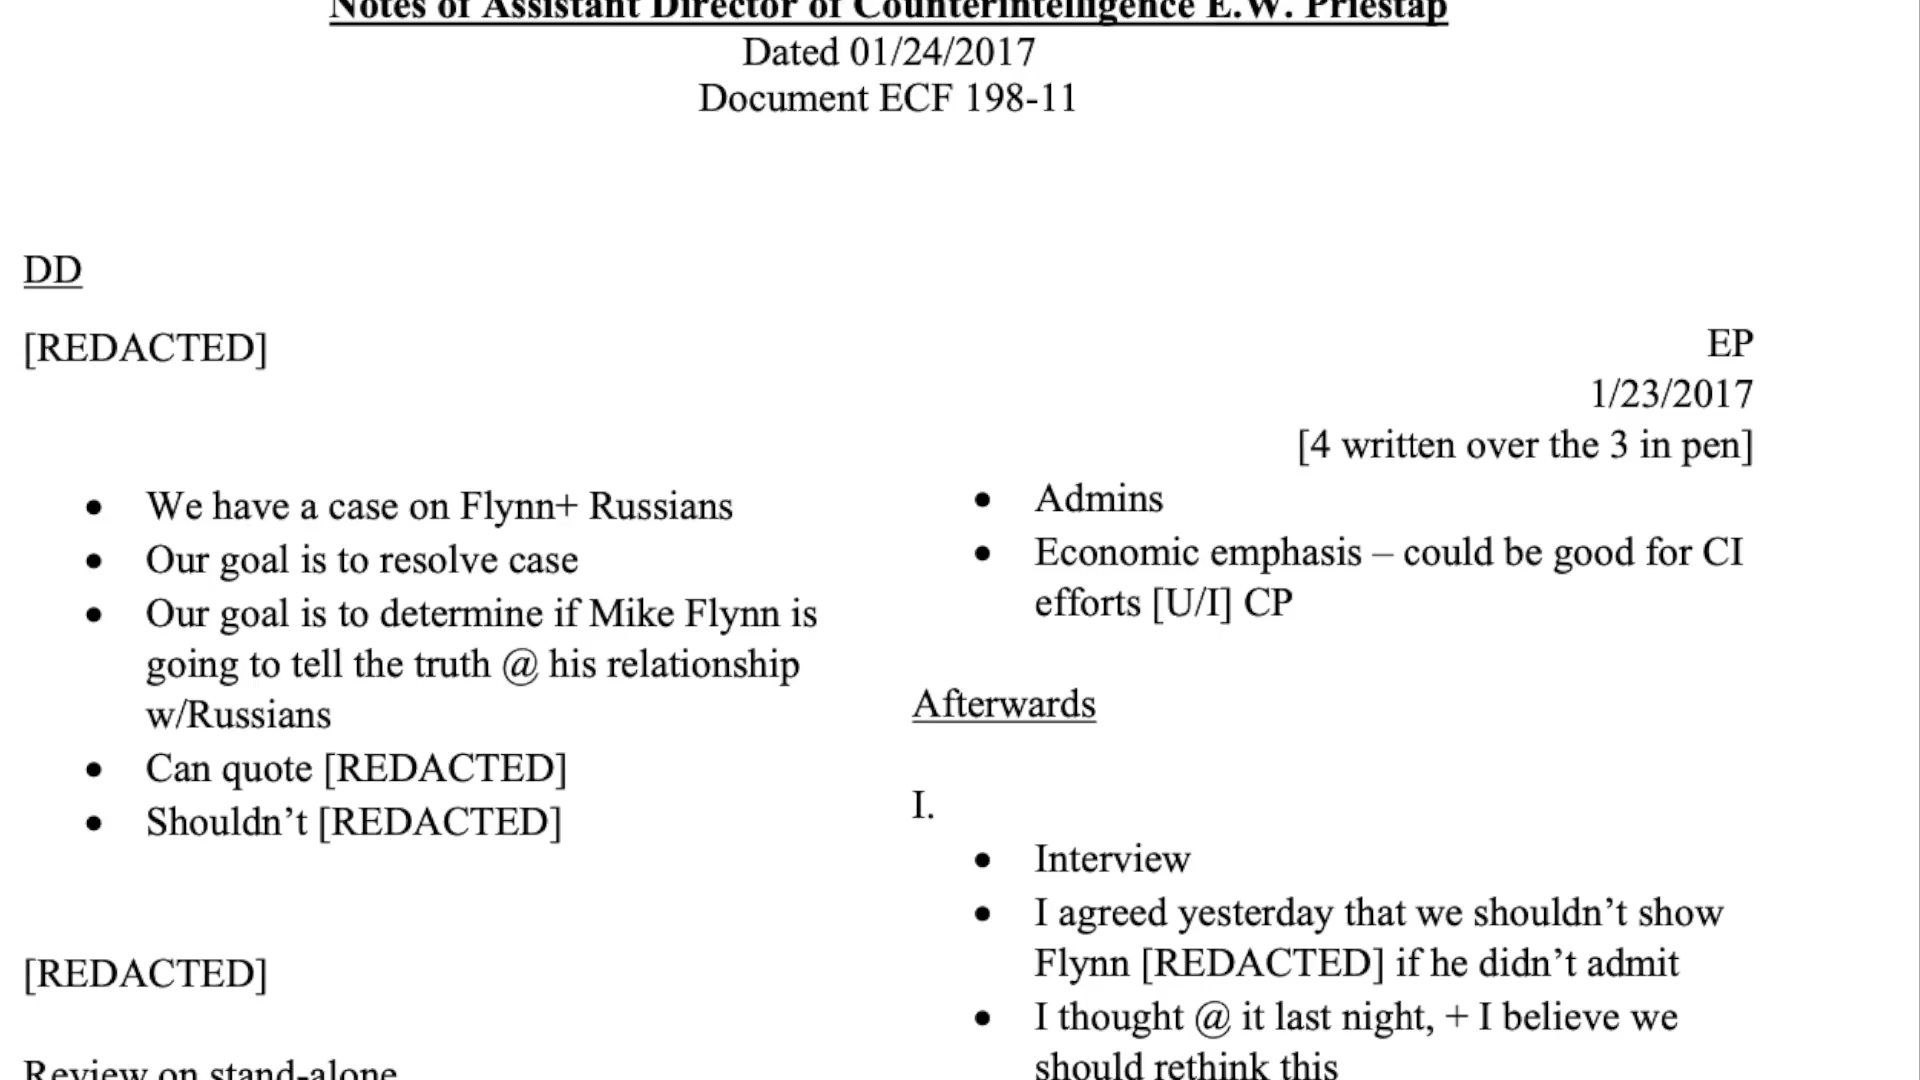 Notes of Assistant Director of Counterintelligence E.W. Priestap
Dated 01/24/2017
Document ECF 198-11
DD
[REDACTED]
• We have a case on Flynn+ Russians
• Our goal is to resolve case
• Our goal is to determine if Mike Flynn is
going to tell the truth @ his relationship
w/Russians
• Can quote [REDACTED]
• Shouldn’t [REDACTED]
[REDACTED]
Review on stand-alone
EP
1/23/2017
[4 written over the 3 in pen]
• Admins
• Economic emphasis – could be good for CI
efforts [U/I] CP
Afterwards
I.
• Interview
• I agreed yesterday that we shouldn’t show
Flynn [REDACTED] if he didn’t admit
• I thought @ it last night, + I believe we
should rethink this